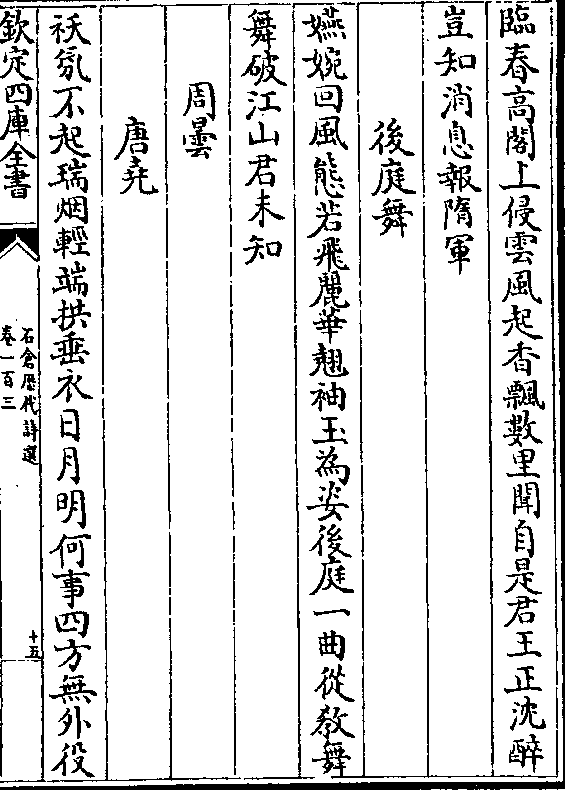 臨春高閣上侵雲風起香飄數里聞自是君王正沈醉
豈知消息報隋軍
後庭舞
嬿婉回風態若飛麗華翹袖玉為姿後庭一曲從教舞
舞破江山君未知
周曇
唐堯
祅氛不起瑞烟輕端拱垂衣日月明何事四方無外役
欽定四庫全書
石倉歷代詩選
卷一百三
十五